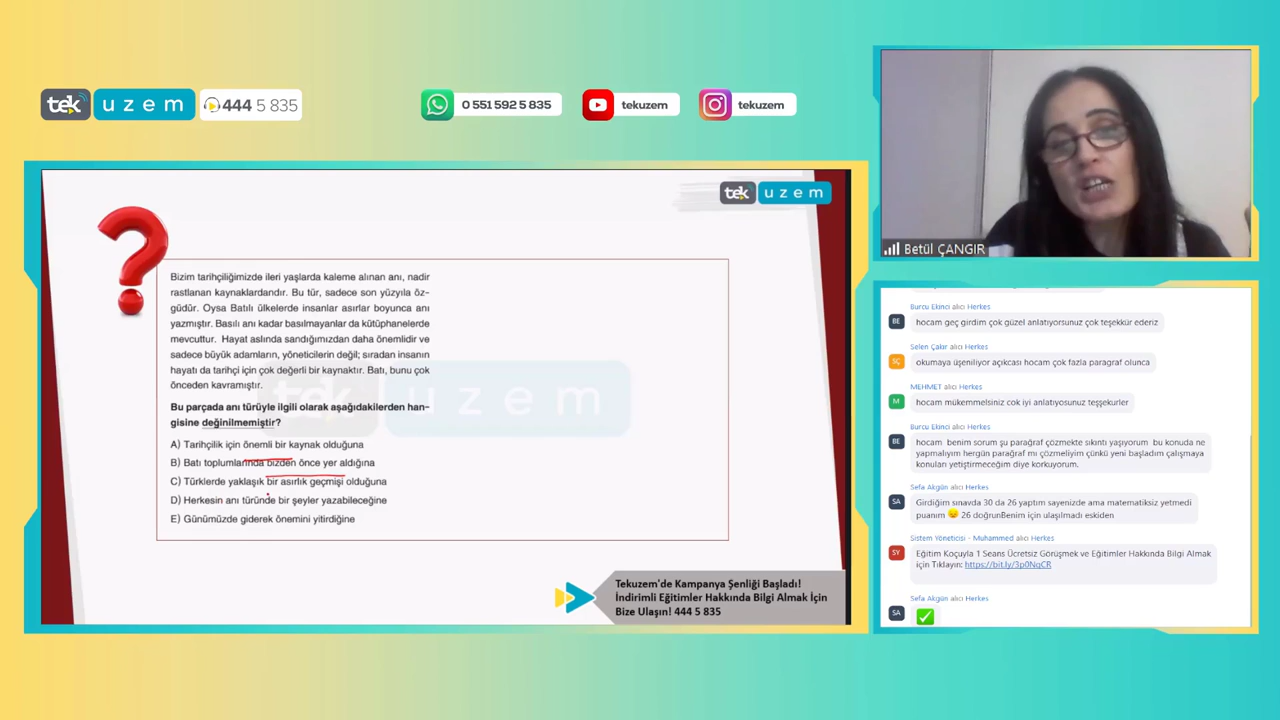 tek uzem 444 5 835
0 551 592 5 835
tekuzem
tekuzem
tek uzem
Bizim tarihçiliğimizde ileri yaşlarda kaleme alınan anı, nadir
rastlanan kaynaklardandır. Bu tür, sadece son yüzyıla öz-
güdür. Oysa Batılı ülkelerde insanlar asırlar boyunca anı
yazmıştır. Basılı anı kadar basılmayanlar da kütüphanelerde
mevcuttur. Hayat aslında sandığımızdan daha önemlidir ve
sadece büyük adamların, yöneticilerin değil; sıradan insanın
hayatı da tarihçi için çok değerli bir kaynaktır. Batı, bunu çok
önceden kavramıştır.
tek uzem
Bu parçada anı türüyle ilgili olarak aşağıdakilerden han-
gisine değinilmemiştir?
A) Tarihçilik için önemli bir kaynak olduğuna
B) Batı toplumlarında bizden önce yer aldığına
C) Türklerde yaklaşık bir asırlık geçmişi olduğuna
D) Herkesin anı türünde bir şeyler yazabileceğine
E) Günümüzde giderek önemini yitirdiğine
Tekuzem'de Kampanya Şenliği Başladı!
İndirimli Eğitimler Hakkında Bilgi Almak İçin
Bize Ulaşın! 444 5 835
Betül ÇANGIR
Burcu Ekinci alıcı Herkes
BE
hocam geç girdim çok güzel anlatıyorsunuz çok teşekkür ederiz
Selen Çakır alıcı Herkes
SÇ
okumaya üşeniliyor açıkcası hocam çok fazla paragraf olunca
MEHMET alıcı Herkes
M
hocam mükemmelsiniz cok iyi anlatıyosunuz teşşekurler
Burcu Ekinci alıcı Herkes
BE
hocam benim sorum şu paragraf çözmekte sıkıntı yaşıyorum bu konuda ne
yapmalıyım hergün paragraf mı çözmeliyim çünkü yeni başladım çalışmaya
konuları yetiştirmeceğim diye korkuyorum.
Sefa Akgün alıcı Herkes
SA
Girdiğim sınavda 30 da 26 yaptım sayenizde ama matematiksiz yetmedi
puanım 26 doğrunBenim için ulaşılmadı eskiden
Sistem Yöneticisi - Muhammed alıcı Herkes
SY
Eğitim Koçuyla 1 Seans Ücretsiz Görüşmek ve Eğitimler Hakkında Bilgi Almak
için Tıklayın: https://bit.ly/3p0NqCR
Sefa Akgün alıcı Herkes
SA